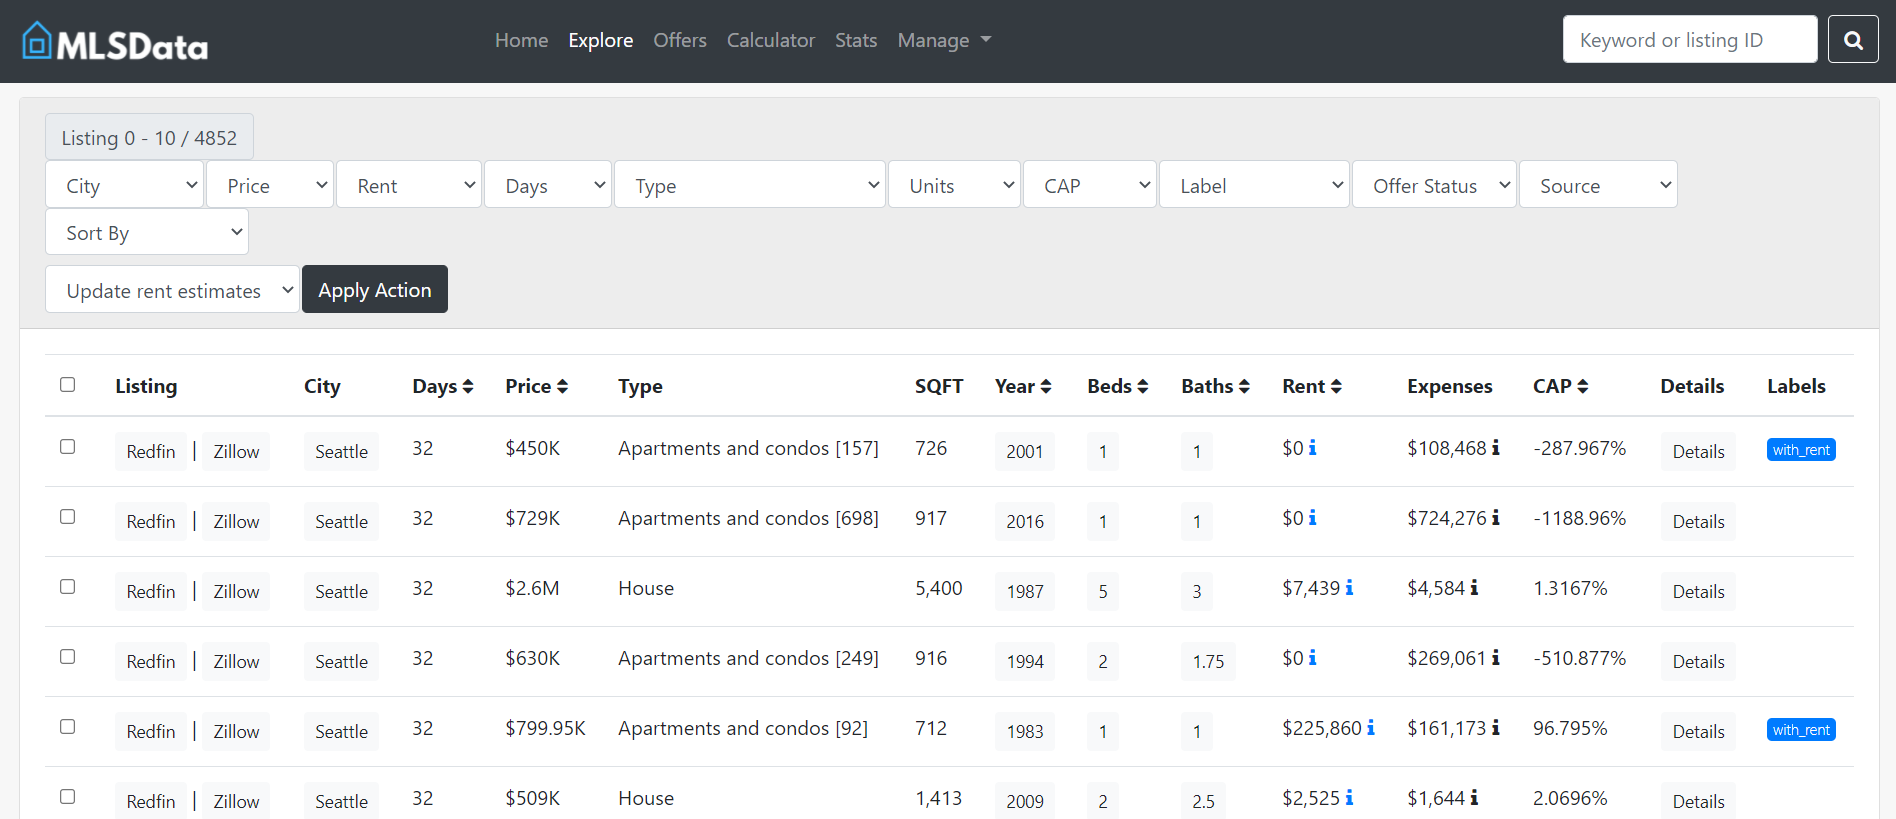 MLSData
Home Explore Offers Calculator Stats Manage
Keyword or listing ID
Listing 0 - 10 / 4852
City Price Rent Days Type Units CAP Label Offer Status Source
Sort By
Update rent estimates Apply Action
Listing City Days Price Type SQFT Year Beds Baths Rent Expenses CAP Details Labels
Redfin | Zillow Seattle 32 $450K Apartments and condos [157] 726 2001 1 1 $0 $108,468 -287.967% Details with_rent
Redfin | Zillow Seattle 32 $729K Apartments and condos [698] 917 2016 1 1 $0 $724,276 -1188.96% Details
Redfin | Zillow Seattle 32 $2.6M House 5,400 1987 5 3 $7,439 $4,584 1.3167% Details
Redfin | Zillow Seattle 32 $630K Apartments and condos [249] 916 1994 2 1.75 $0 $269,061 -510.877% Details
Redfin | Zillow Seattle 32 $799.95K Apartments and condos [92] 712 1983 1 1 $225,860 $161,173 96.795% Details with_rent
Redfin | Zillow Seattle 32 $509K House 1,413 2009 2 2.5 $2,525 $1,644 2.0696% Details